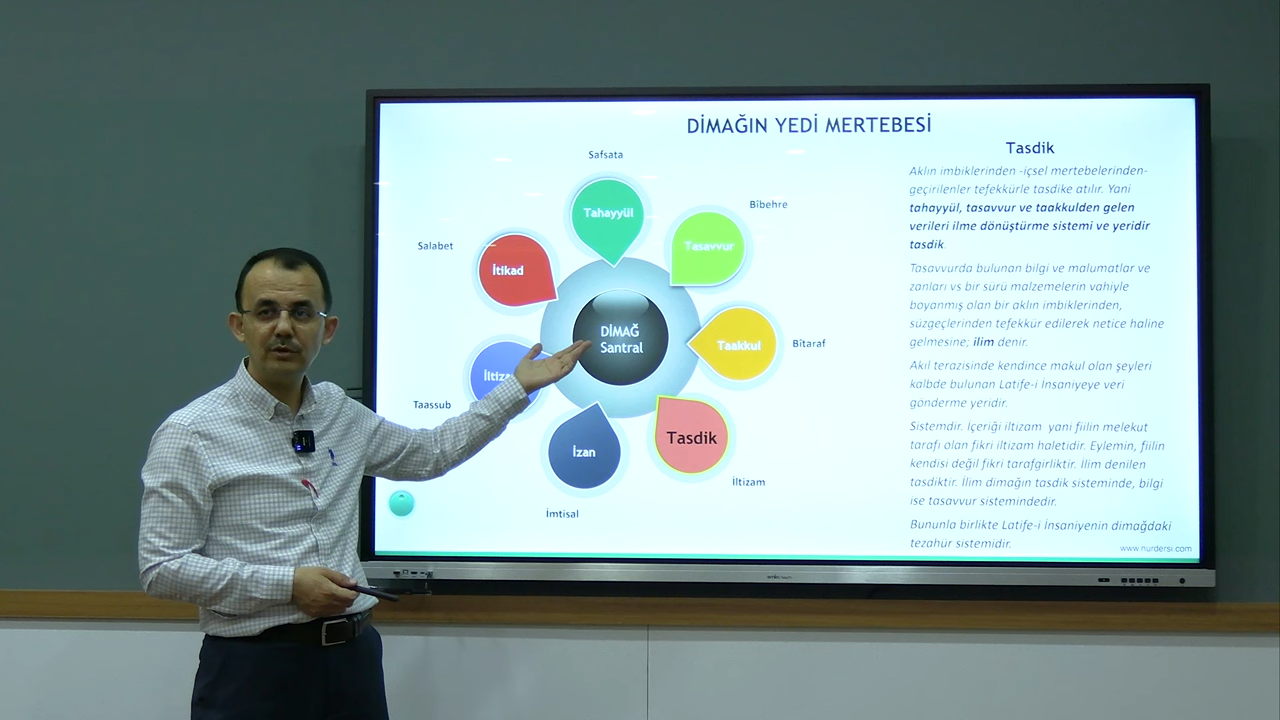 DİMAĞIN YEDİ MERTEBESİ
Safsata
Tahayyül
Bîbehre
Tasavvur
Salabet
İtikad
DİMAĞ
Santral
Taakkul
Bîtaraf
Taassub
Tasdik
İltizam
İzan
İmtisal
Tasdik
Aklın imbiklerinden -içsel mertebelerinden-
geçirilenler tefekkürle tasdike atılır. Yani
tahayyül, tasavvur ve taakkulden gelen
verileri ilme dönüştürme sistemi ve yeridir
tasdik.
Tasavvurda bulunan bilgi ve malumatlar ve
zanları vs bir sürü malzemelerin vahiyle
boyanmış olan bir aklın imbiklerinden,
süzgeçlerinden tefekkür edilerek netice haline
gelmesine; ilim denir.
Akıl terazisinde kendince makul olan şeyleri
kalbde bulunan Latife-i İnsaniyeye veri
gönderme yeridir.
Sistemdir. İçeriği iltizam yani fiilin melekut
tarafı olan fikri iltizam haletidir. Eylemin, fiilin
kendisi değil fikri tarafgirliktir. İlim denilen
tasdiktir. İlim dimağın tasdik sisteminde, bilgi
ise tasavvur sistemindedir.
Bununla birlikte Latife-i İnsaniyenin dimağdaki
tezahür sistemidir.
www.nurdersi.com